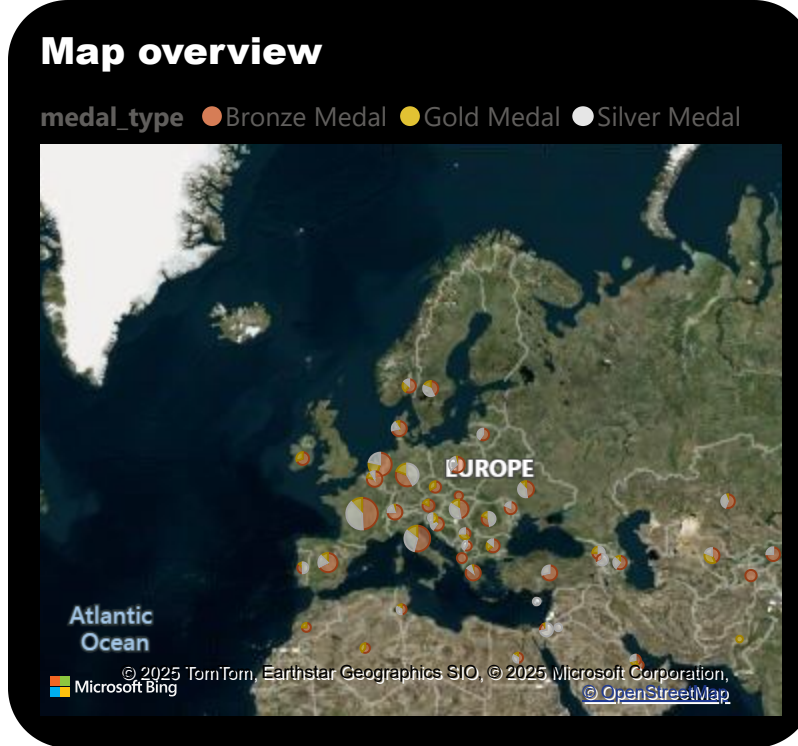 Map overview
medal_type Bronze Medal Gold Medal Silver Medal
EUROPE
Atlantic
Ocean
© 2025 TomTom, Earthstar Geographics SIO, © 2025 Microsoft Corporation,
Microsoft Bing
© OpenStreetMap